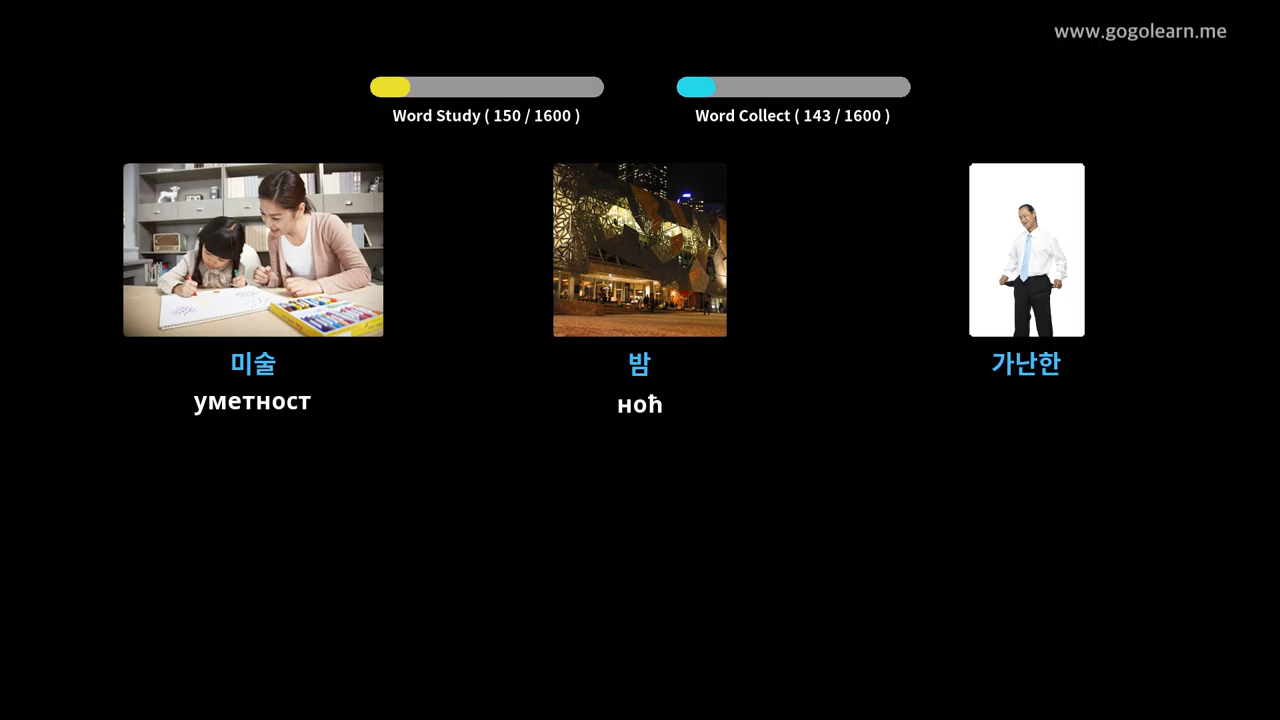 www.gogolearn.me
Word Study ( 150 / 1600 )
Word Collect ( 143 / 1600 )
미술
уметност
밤
ноћ
가난한